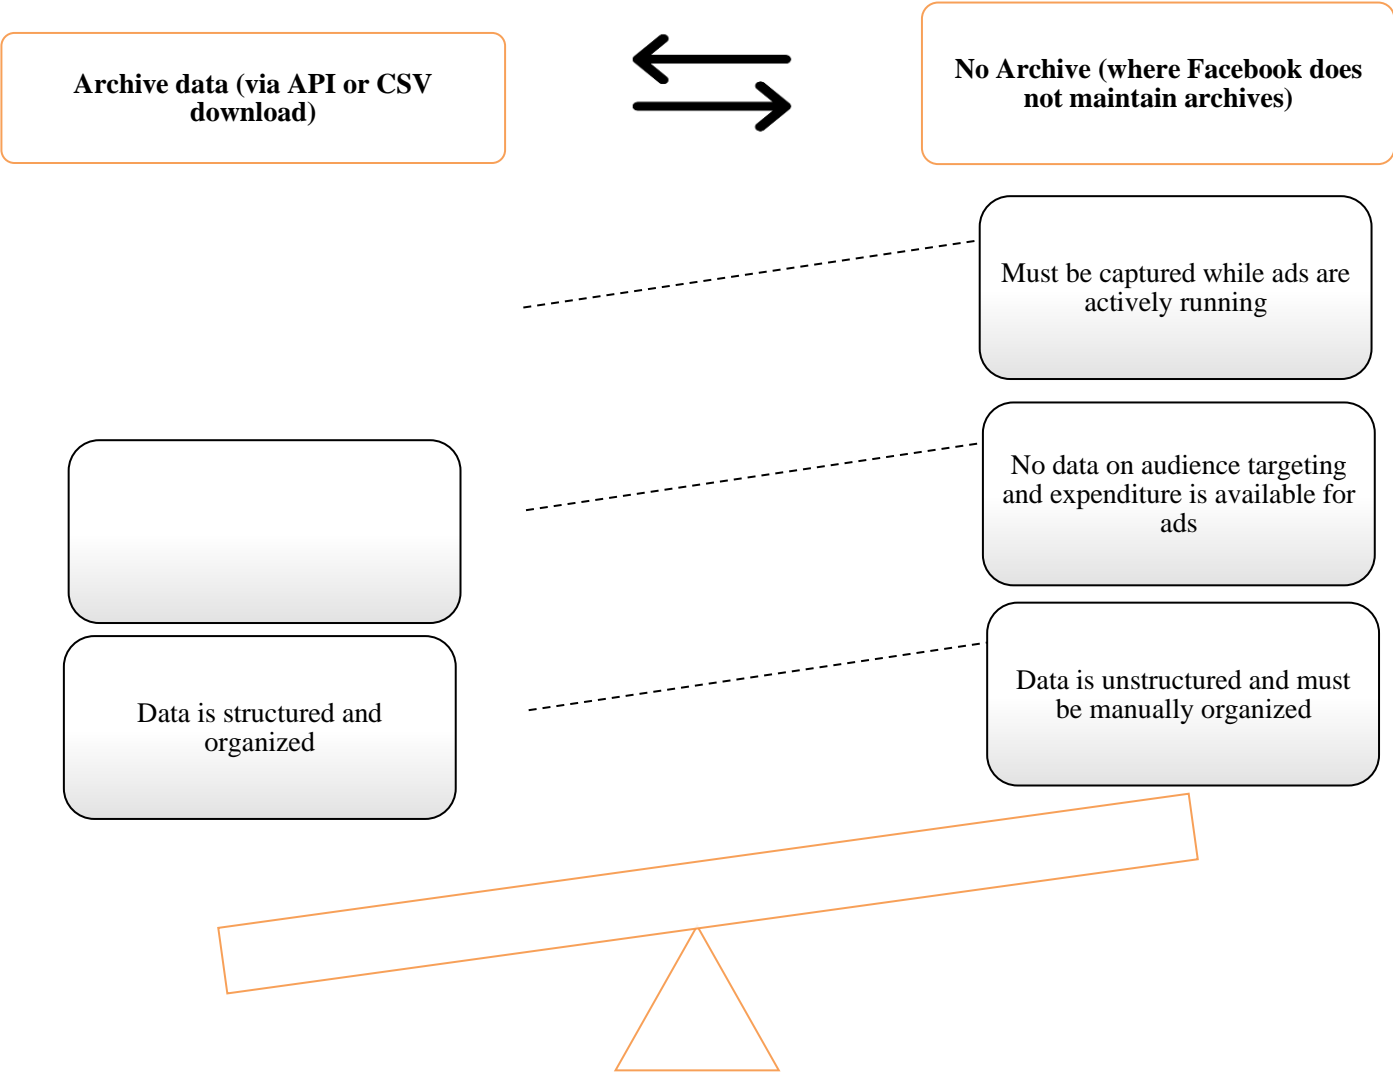 Archive data (via API or CSV
download)
No Archive (where Facebook does
not maintain archives)
Must be captured while ads are
actively running
No data on audience targeting
and expenditure is available for
ads
Data is structured and
organized
Data is unstructured and must
be manually organized